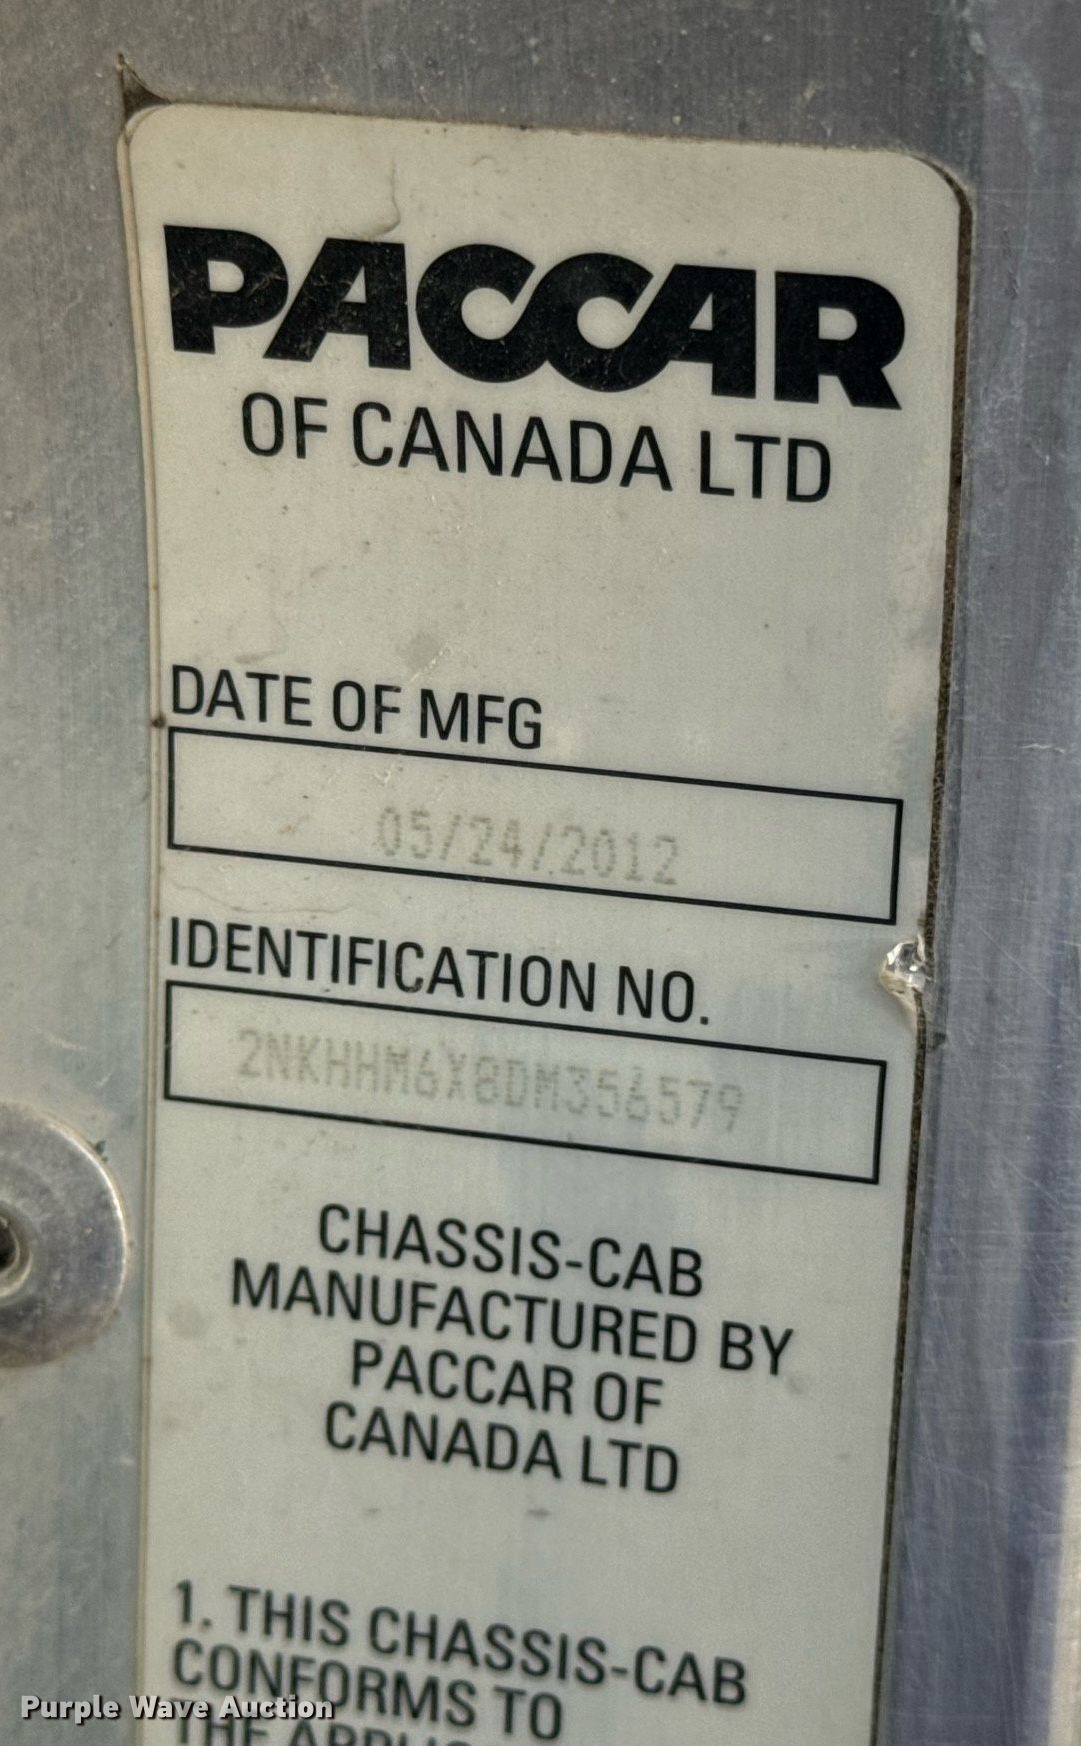 PACCAR
OF CANADA LTD
DATE OF MFG
05/24/2012
IDENTIFICATION NO.
2NKHHM6X8DM356579
CHASSIS-CAB
MANUFACTURED BY
PACCAR OF
CANADA LTD
1. THIS CHASSIS-CAB
CONFORMS TO
THE
Purple Wave Auction